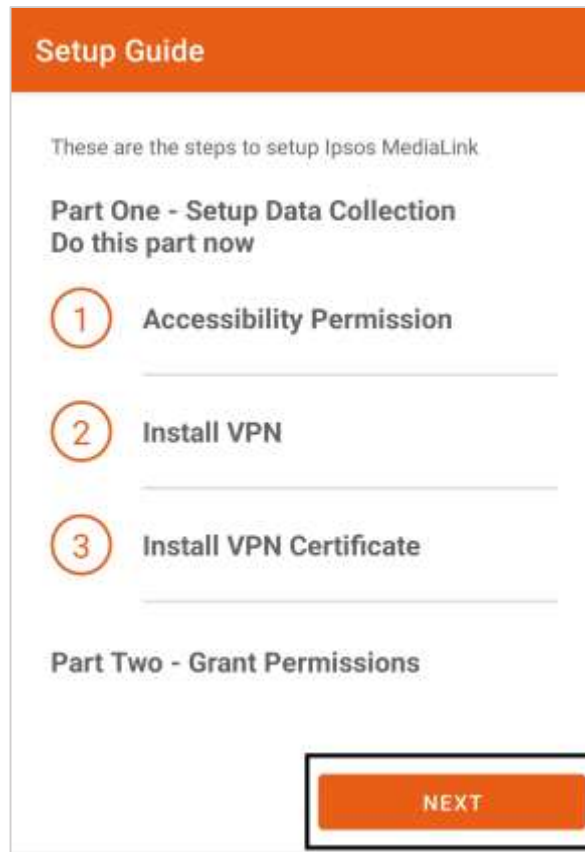 Setup Guide
These are the steps to setup Ipsos MediaLink
Part One - Setup Data Collection
Do this part now
1 Accessibility Permission
2 Install VPN
3 Install VPN Certificate
Part Two - Grant Permissions
NEXT